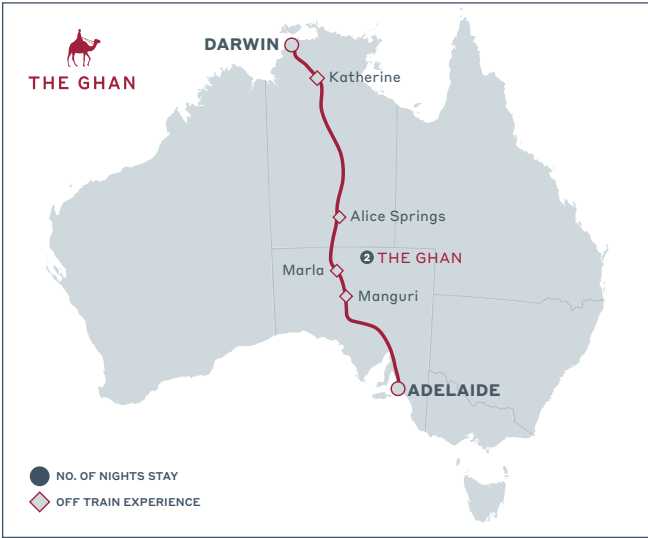 THE GHAN
DARWIN
Katherine
Alice Springs
2 THE GHAN
Marla
Manguri
ADELAIDE
NO. OF NIGHTS STAY
OFF TRAIN EXPERIENCE